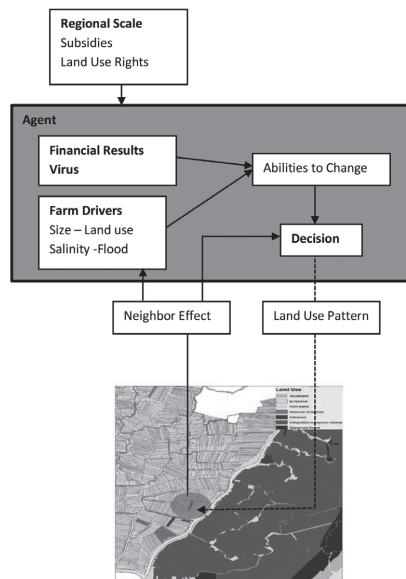 Regional Scale
Subsidies
Land Use Rights
Agent
Financial Results
Virus
Abilities to Change
Farm Drivers
Size – Land use
Salinity -Flood
Decision
Neighbor Effect
Land Use Pattern
Land Use